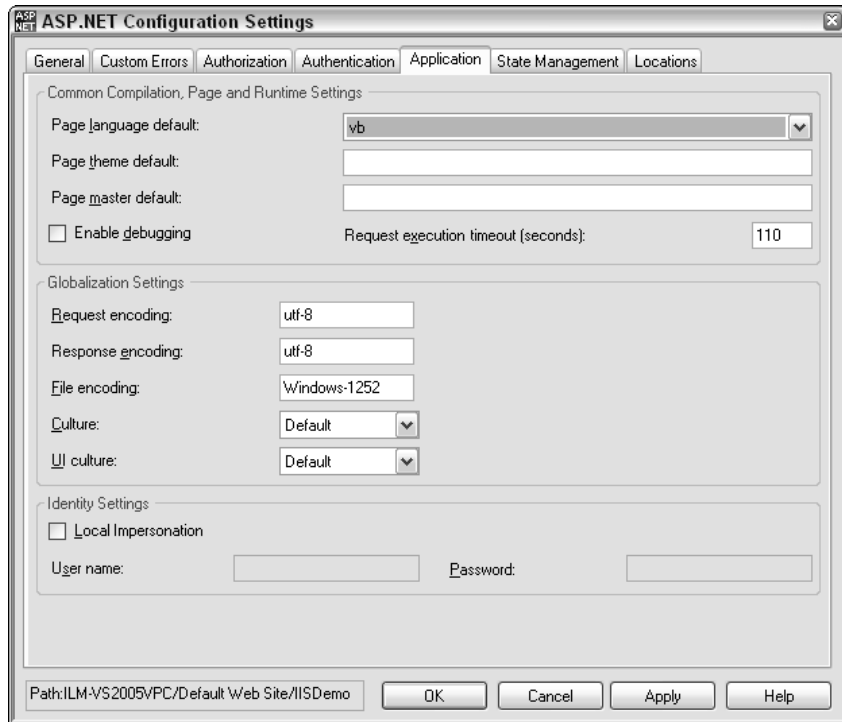 ASP NET ASP.NET Configuration Settings
General Custom Errors Authorization Authentication Application State Management Locations
Common Compilation, Page and Runtime Settings
Page language default: vb
Page theme default:
Page master default:
Enable debugging Request execution timeout (seconds): 110
Globalization Settings
Request encoding: utf-8
Response encoding: utf-8
File encoding: Windows-1252
Culture: Default
UI culture: Default
Identity Settings
Local Impersonation
User name: Password:
Path:ILM-VS2005VPC/Default Web Site/IISDemo OK Cancel Apply Help